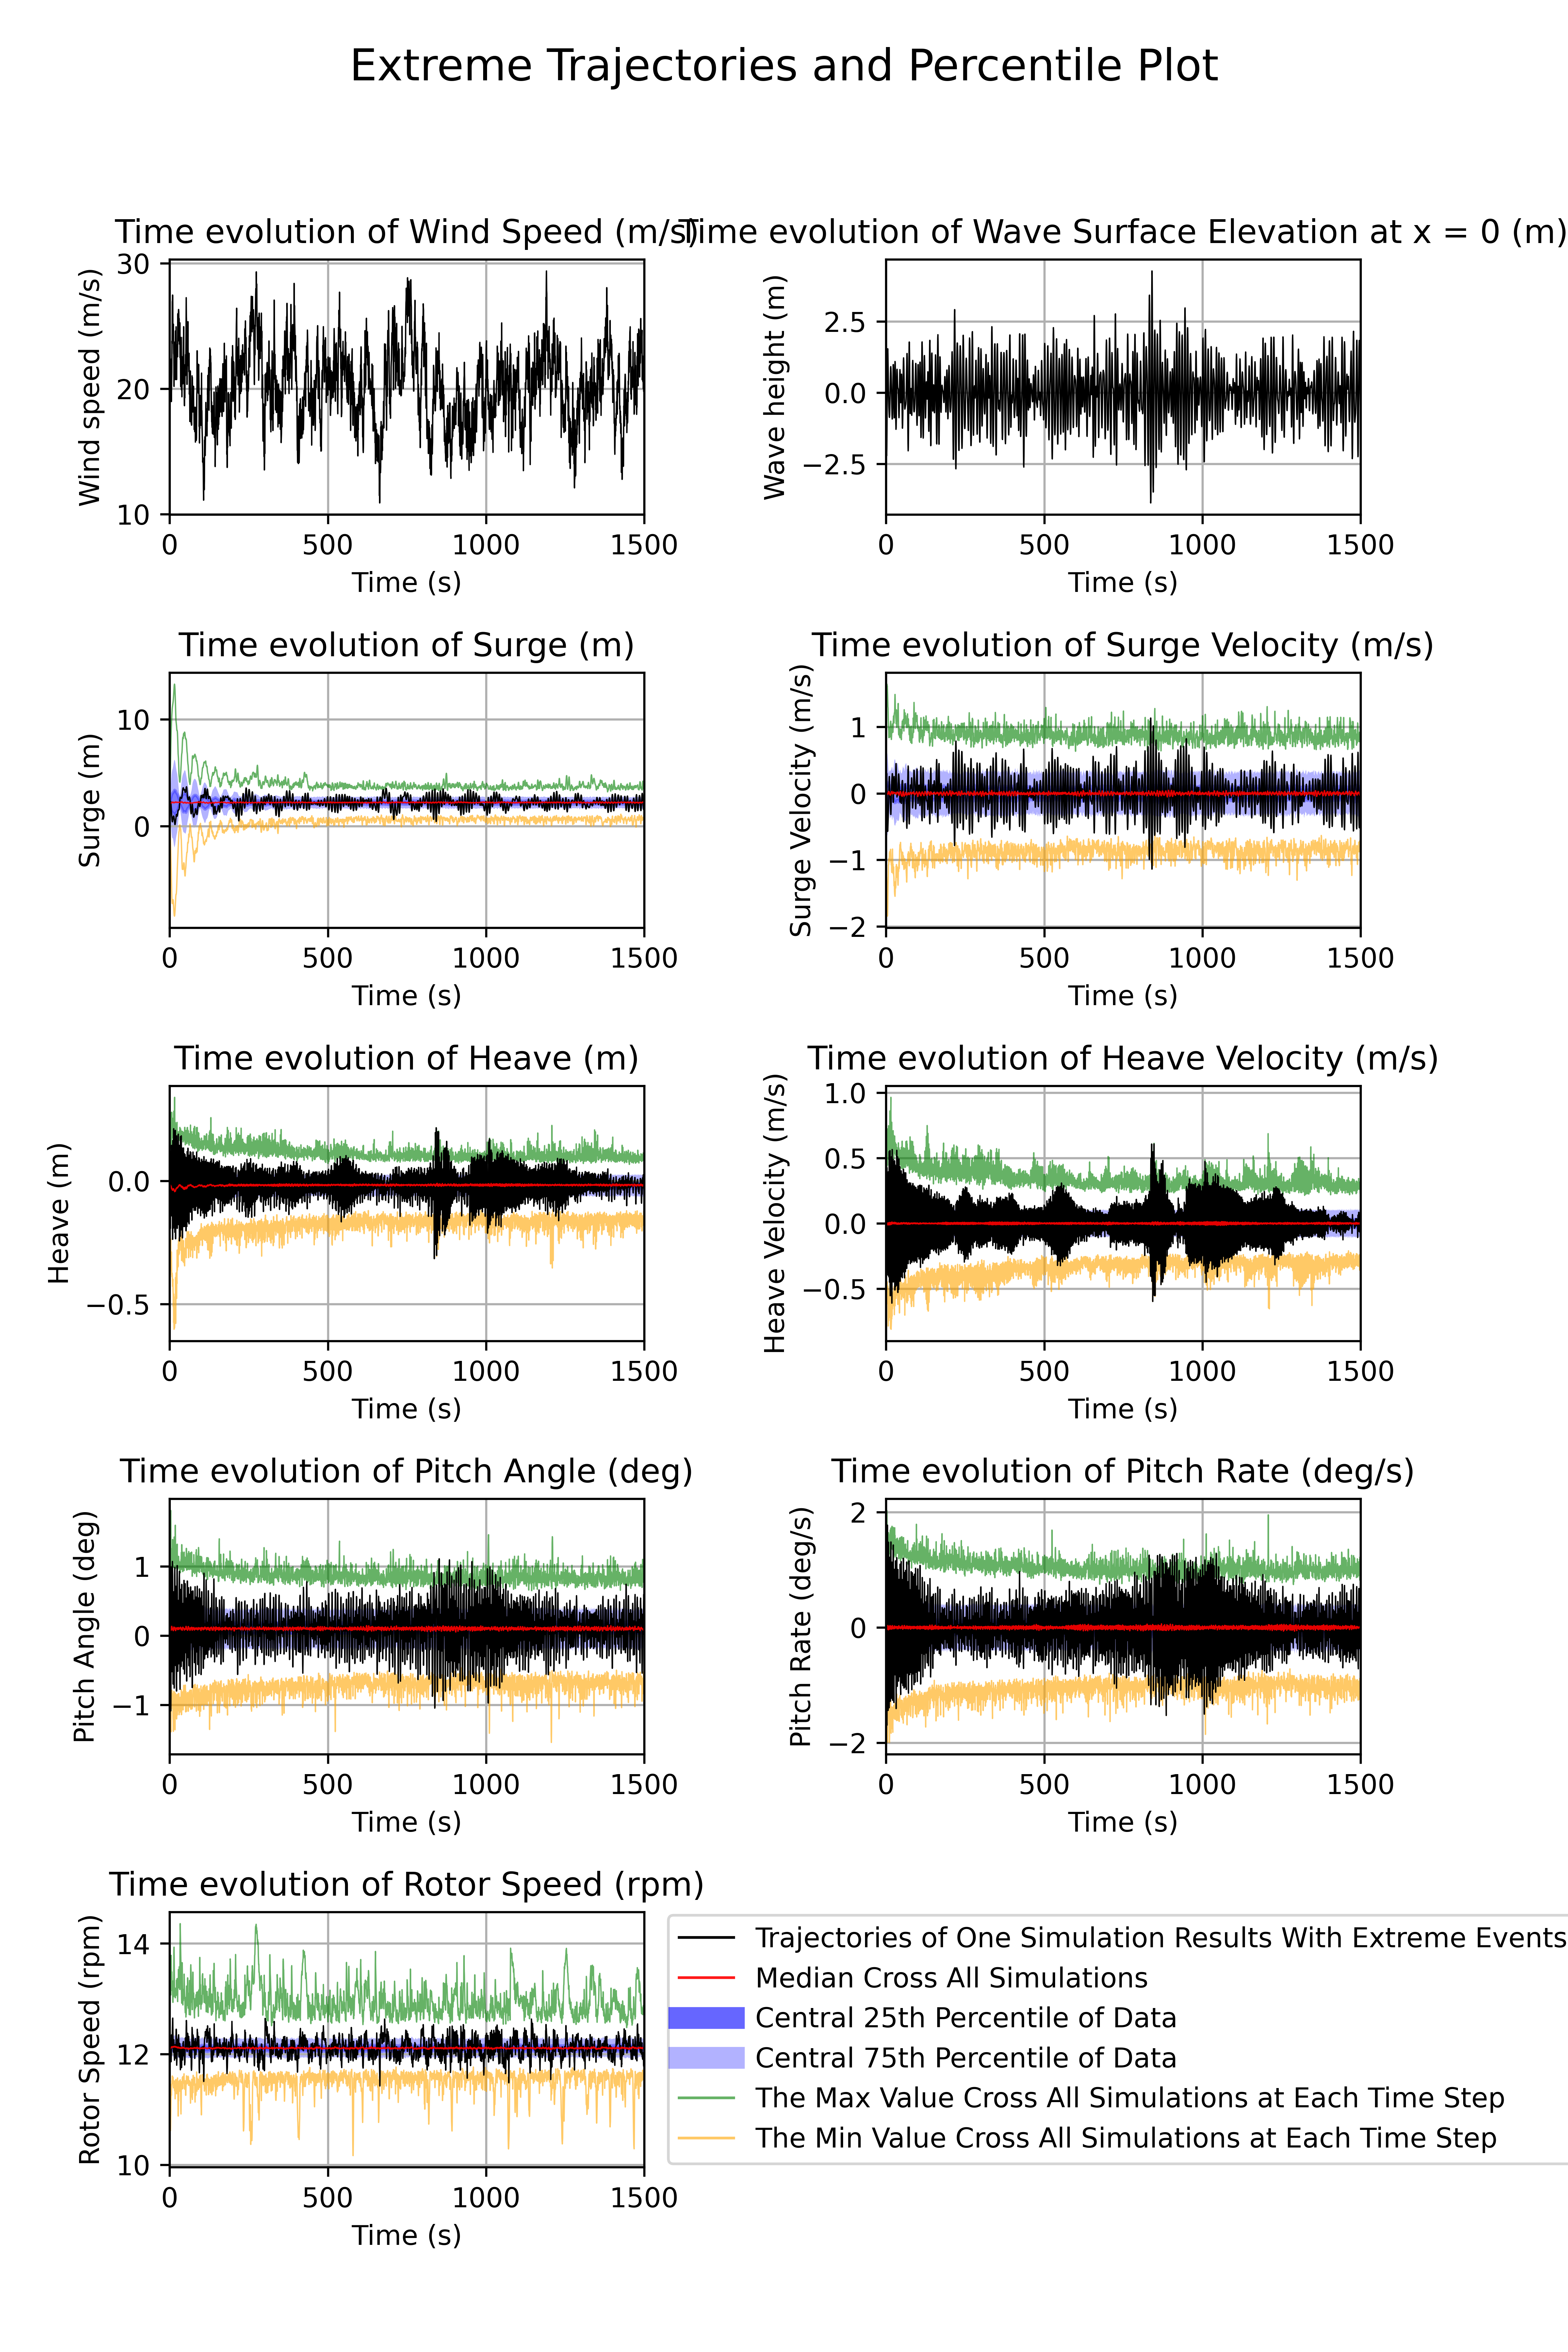 Extreme Trajectories and Percentile Plot
Time evolution of Wind Speed (m/s)
Time evolution of Wave Surface Elevation at x = 0 (m)
Wind speed (m/s)
30
20
10
0 500 1000 1500
Time (s)
Wave height (m)
2.5
0.0
−2.5
0 500 1000 1500
Time (s)
Time evolution of Surge (m)
Surge (m)
10
0
0 500 1000 1500
Time (s)
Time evolution of Surge Velocity (m/s)
Surge Velocity (m/s)
1
0
−1
−2
0 500 1000 1500
Time (s)
Time evolution of Heave (m)
Heave (m)
0.0
−0.5
0 500 1000 1500
Time (s)
Time evolution of Heave Velocity (m/s)
Heave Velocity (m/s)
1.0
0.5
0.0
−0.5
0 500 1000 1500
Time (s)
Time evolution of Pitch Angle (deg)
Pitch Angle (deg)
1
0
−1
0 500 1000 1500
Time (s)
Time evolution of Pitch Rate (deg/s)
Pitch Rate (deg/s)
2
0
−2
0 500 1000 1500
Time (s)
Time evolution of Rotor Speed (rpm)
Rotor Speed (rpm)
14
12
10
0 500 1000 1500
Time (s)
Trajectories of One Simulation Results With Extreme Events
Median Cross All Simulations
Central 25th Percentile of Data
Central 75th Percentile of Data
The Max Value Cross All Simulations at Each Time Step
The Min Value Cross All Simulations at Each Time Step